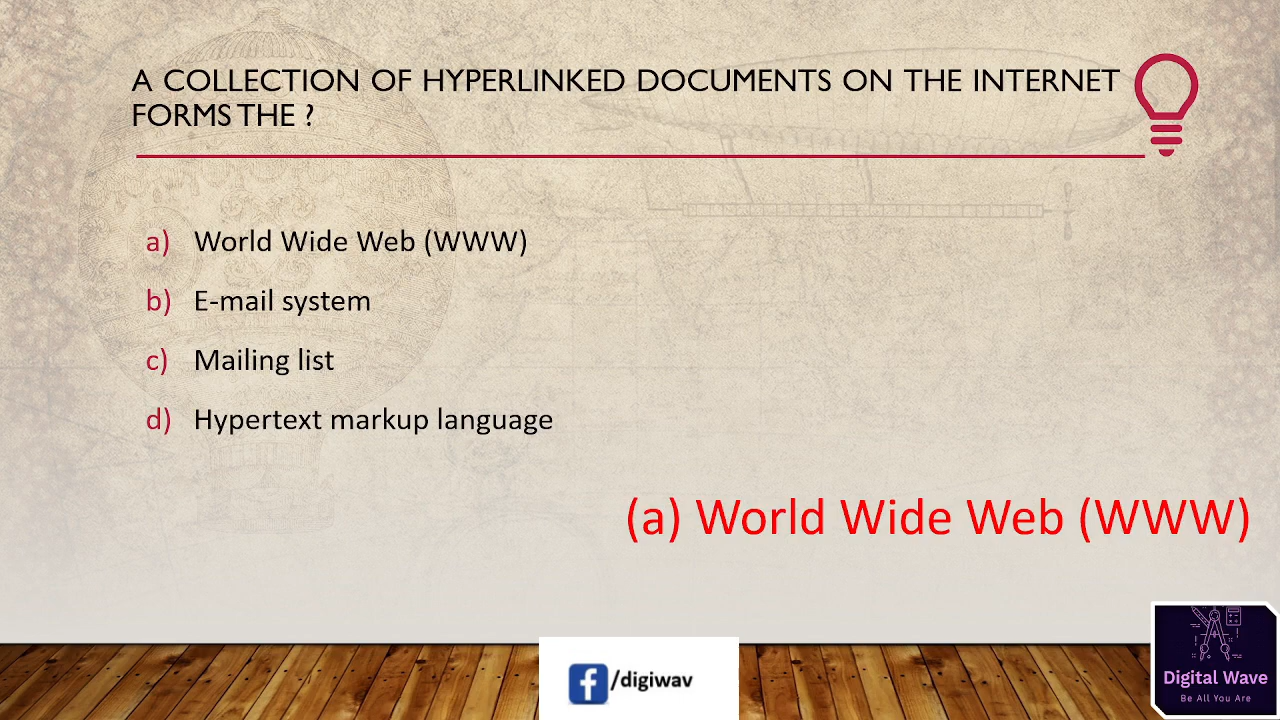 A COLLECTION OF HYPERLINKED DOCUMENTS ON THE INTERNET
FORMS THE ?
a) World Wide Web (WWW)
b) E-mail system
c) Mailing list
d) Hypertext markup language
(a) World Wide Web (WWW)
f/digiwav
Digital Wave
Be All You Are